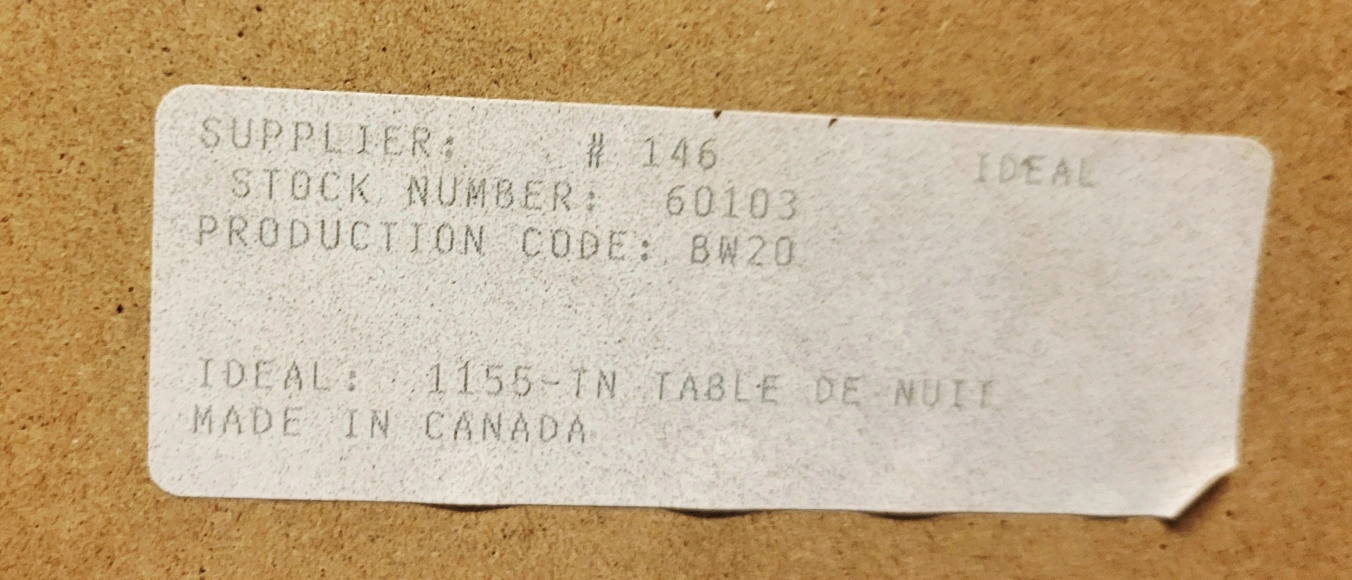 SUPPLIER: # 146 IDEAL
STOCK NUMBER: 60103
PRODUCTION CODE: BW20
IDEAL: 1155-TN TABLE DE NUIT
MADE IN CANADA